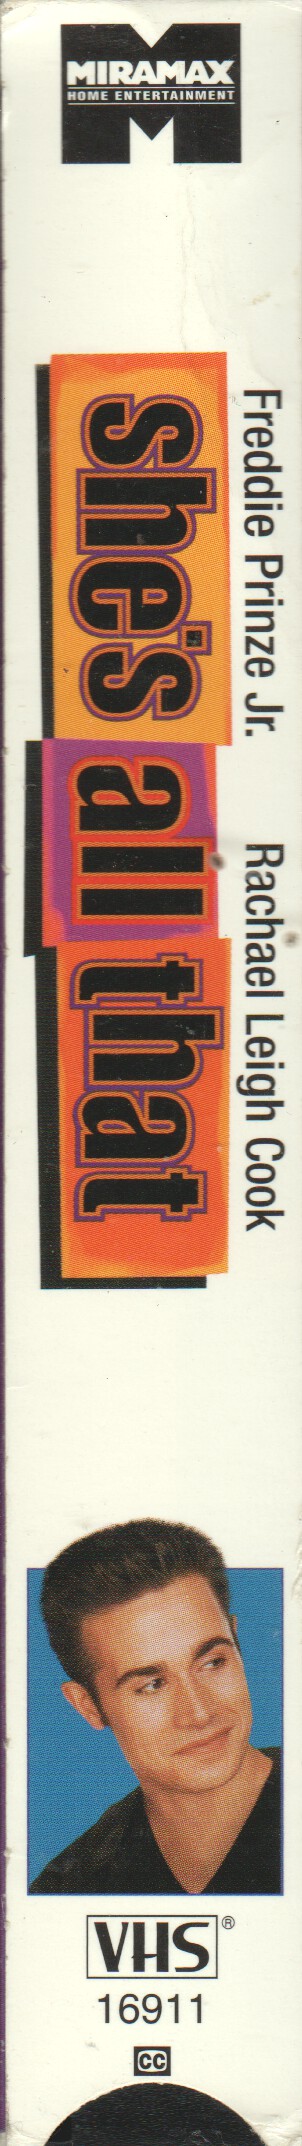 MIRAMAX
HOME ENTERTAINMENT
Freddie Prinze Jr. Rachael Leigh Cook
she's all that
VHS®
16911
CC